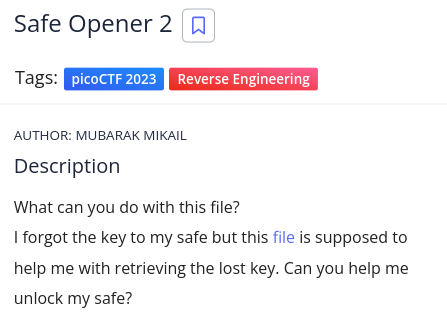 Safe Opener 2
Tags: picoCTF 2023 Reverse Engineering
AUTHOR: MUBARAK MIKAIL
Description
What can you do with this file?
I forgot the key to my safe but this file is supposed to
help me with retrieving the lost key. Can you help me
unlock my safe?